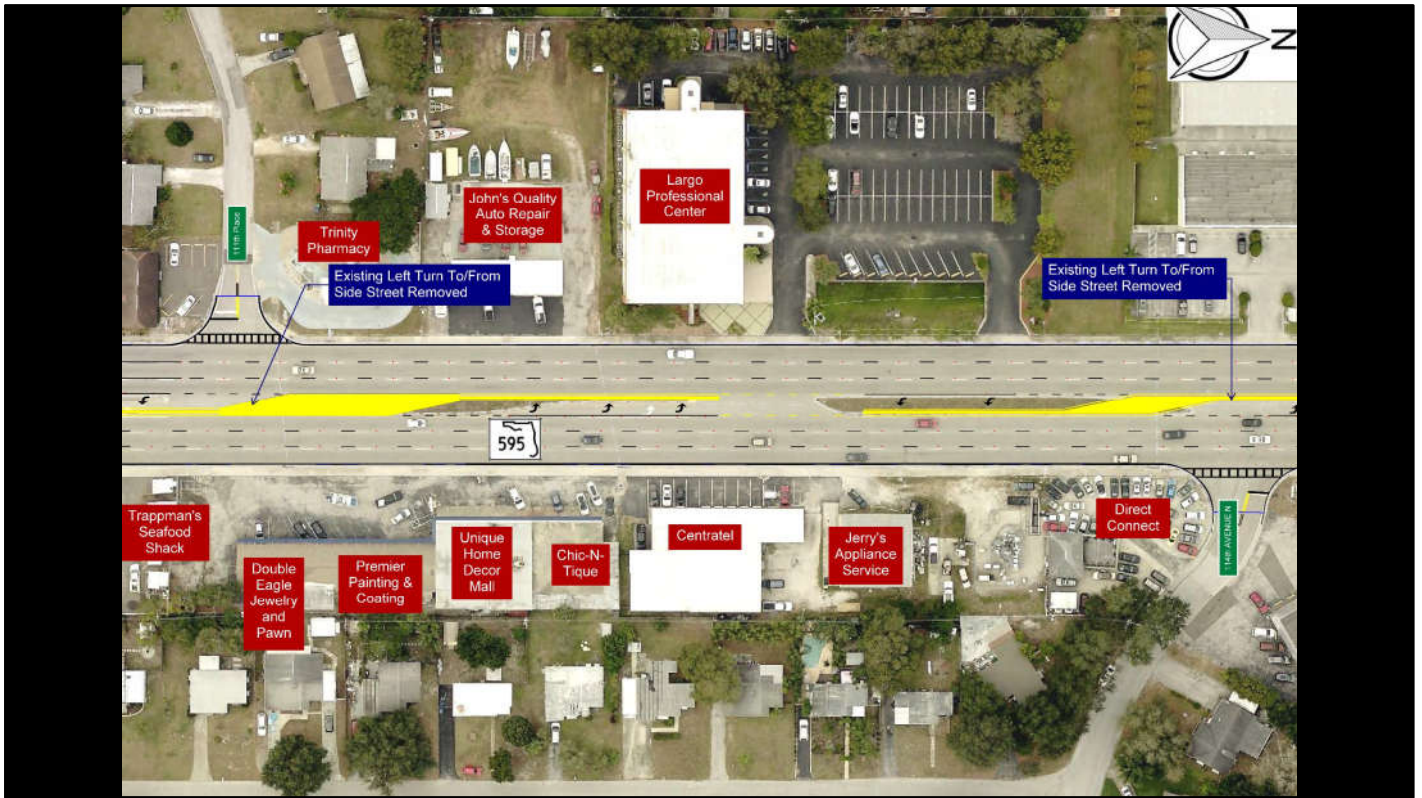 N
111th Place
Trinity
Pharmacy
John's Quality
Auto Repair
& Storage
Largo
Professional
Center
Existing Left Turn To/From
Side Street Removed
Existing Left Turn To/From
Side Street Removed
595
Trappman's
Seafood
Shack
Double
Eagle
Jewelry
and
Pawn
Premier
Painting &
Coating
Unique
Home
Decor
Mall
Chic-N-
Tique
Centratel
Jerry's
Appliance
Service
Direct
Connect
114th AVENUE N